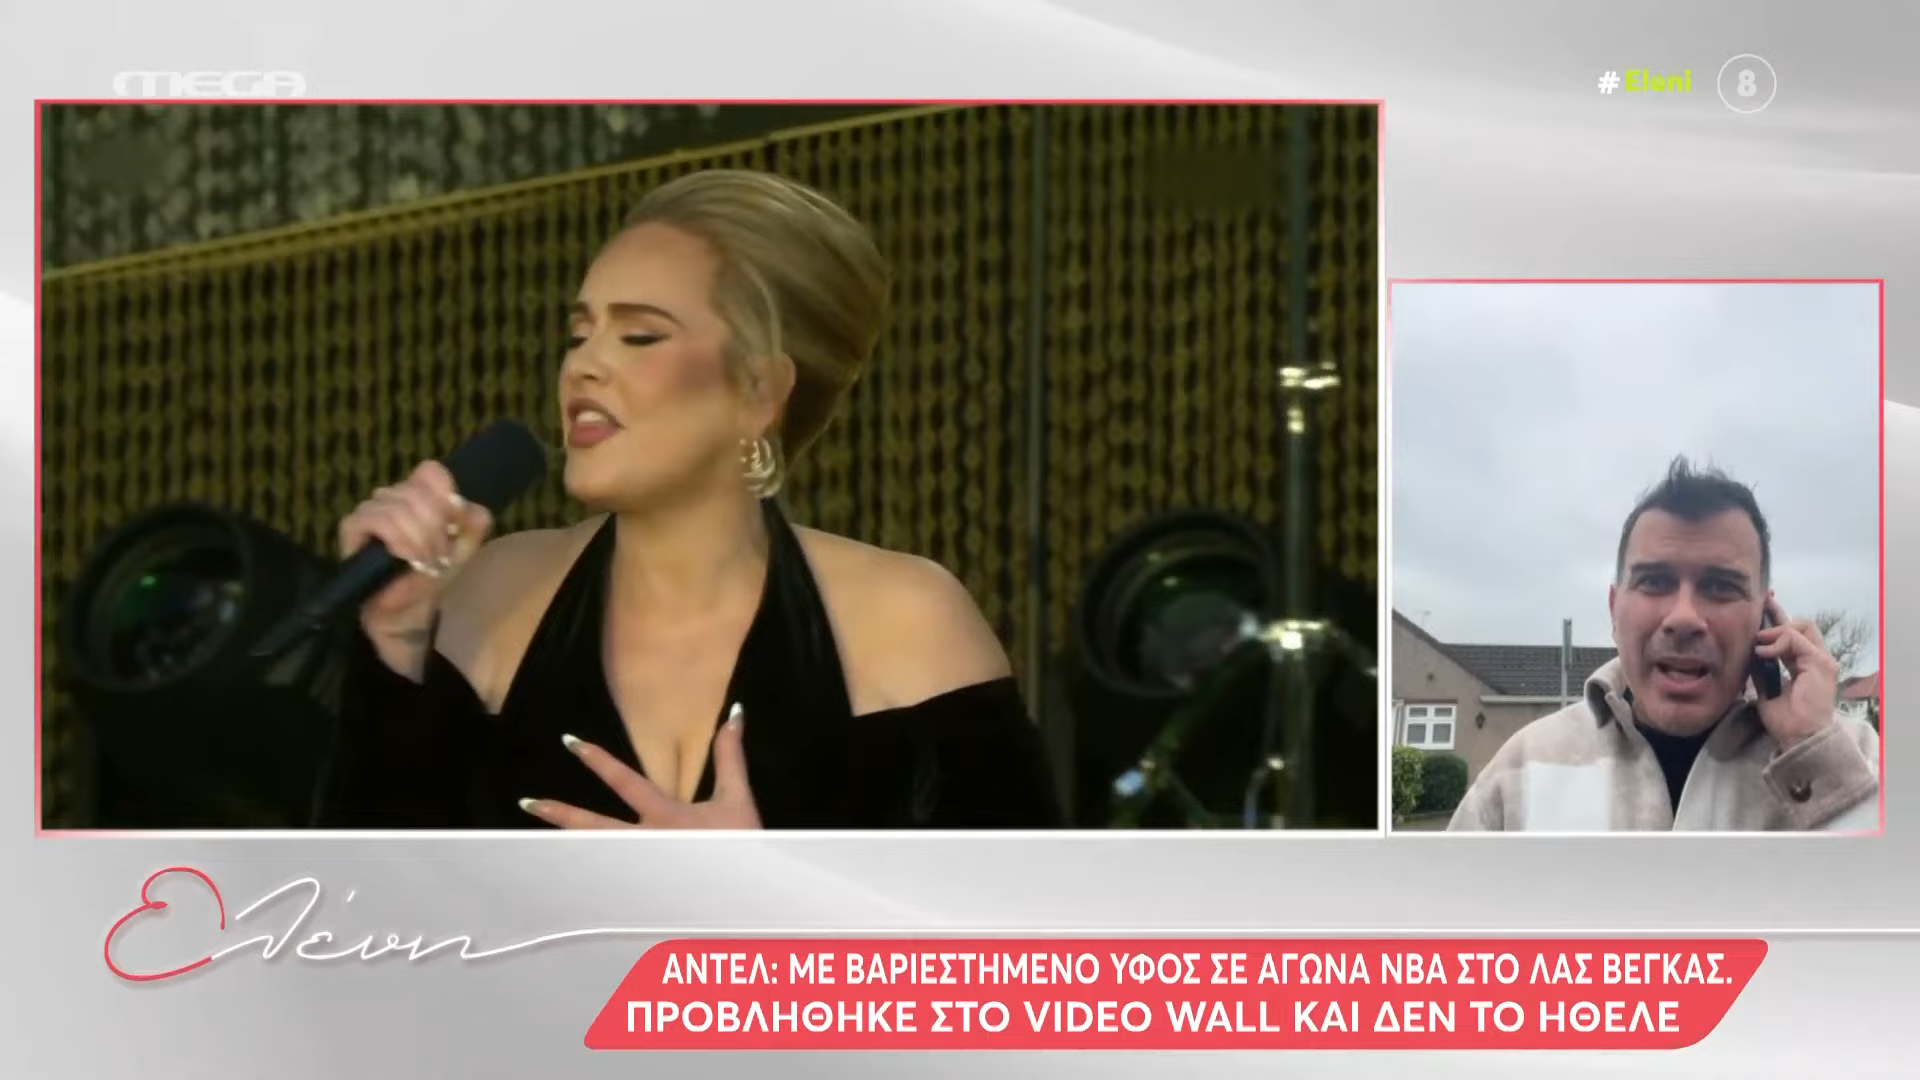 MEGA
#Eleni 8
Ελένη
ΑΝΤΕΛ: ΜΕ ΒΑΡΙΕΣΤΗΜΕΝΟ ΥΦΟΣ ΣΕ ΑΓΩΝΑ NBA ΣΤΟ ΛΑΣ ΒΕΓΚΑΣ.
ΠΡΟΒΛΗΘΗΚΕ ΣΤΟ VIDEO WALL ΚΑΙ ΔΕΝ ΤΟ ΗΘΕΛΕ